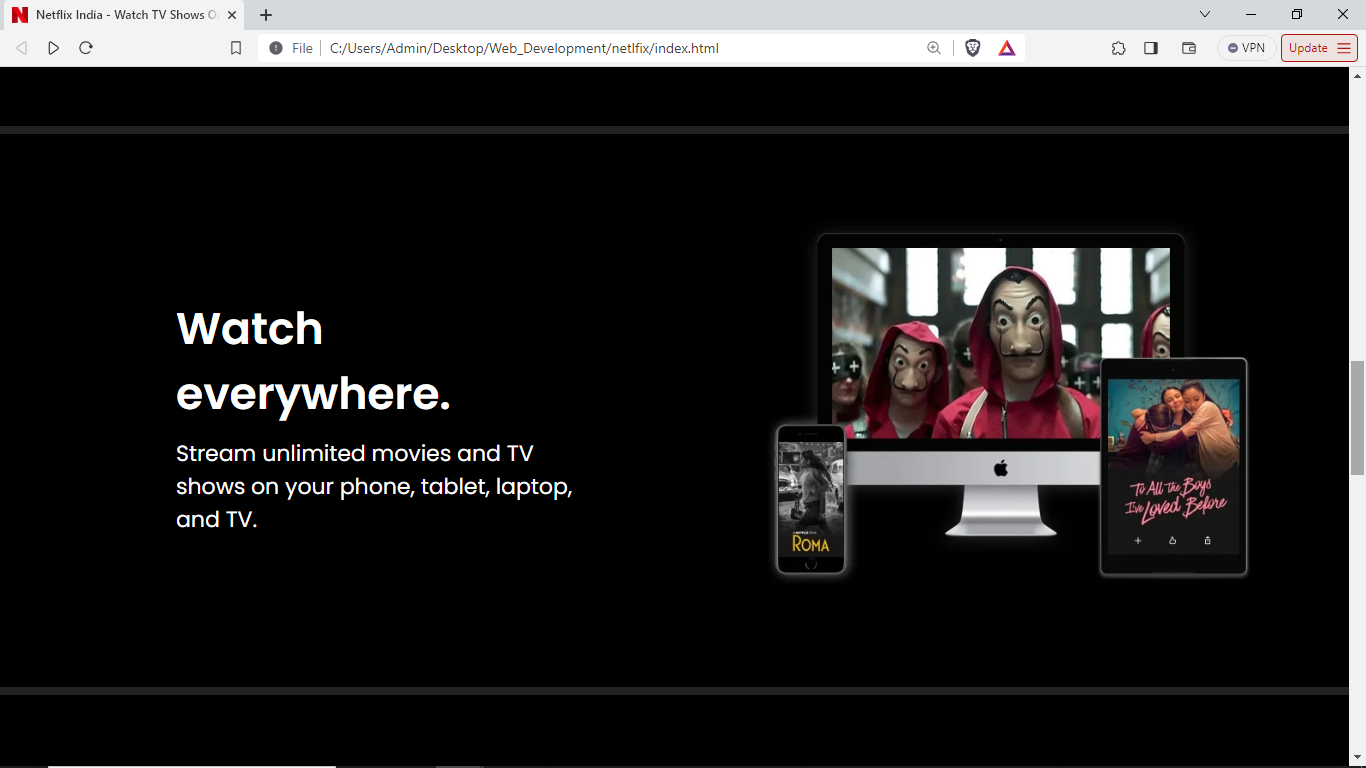 Netflix India - Watch TV Shows O
File
C:/Users/Admin/Desktop/Web_Development/netlfix/index.html
VPN
Update
Watch
everywhere.
Stream unlimited movies and TV
shows on your phone, tablet, laptop,
and TV.
To All The Boys
I've Loved Before
ROMA